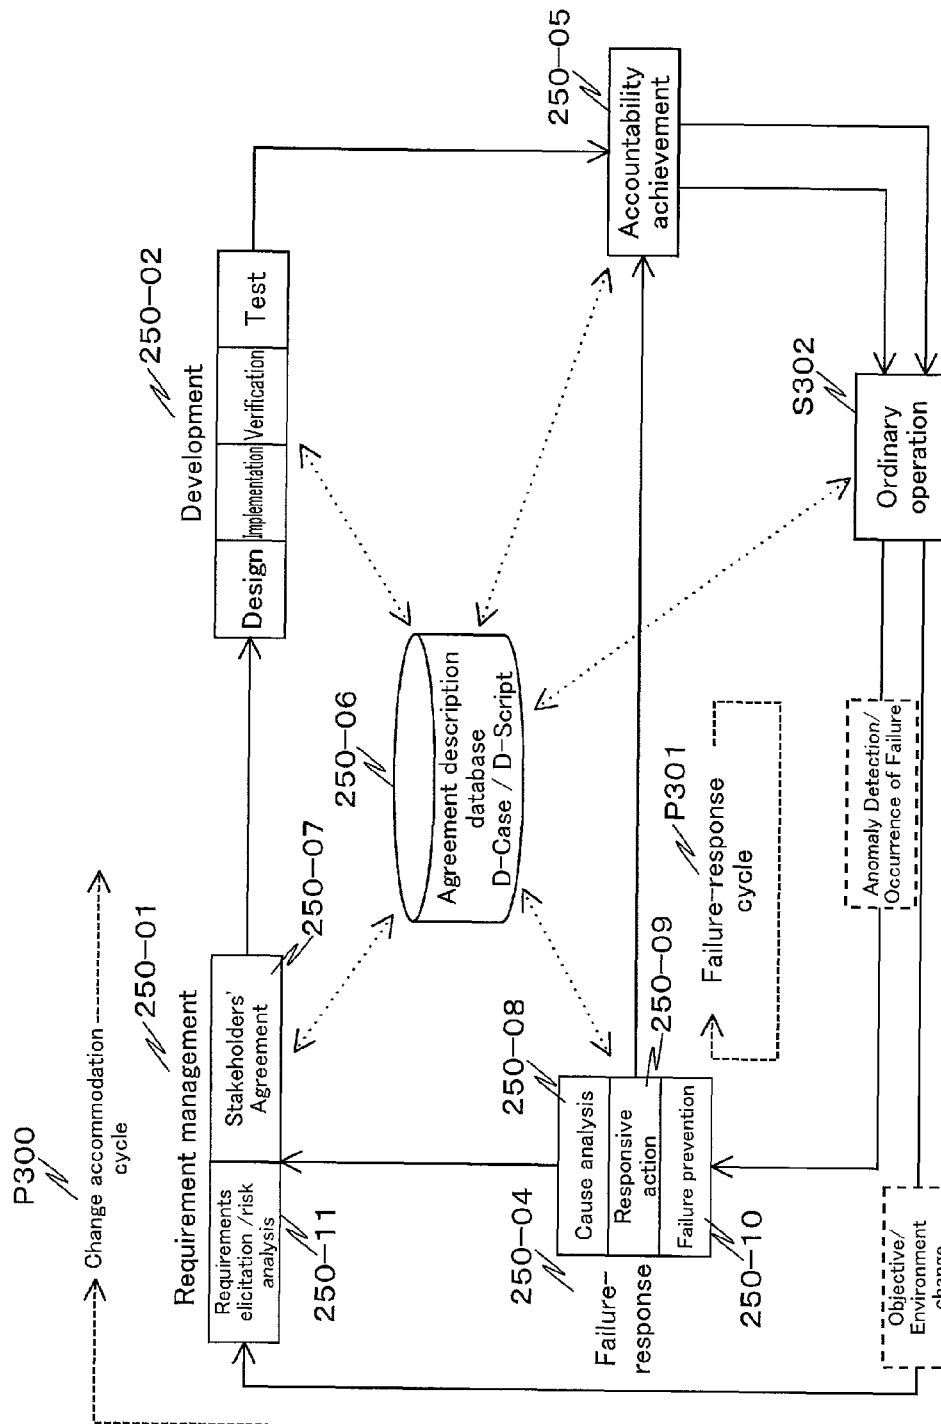 P300
Change accommodation
cycle
Requirement management
250-01
Requirements
elicitation/risk
analysis
250-11
Stakeholders'
Agreement
250-07
Development
250-02
Design
Implementation
Verification
Test
Agreement description
database
D-Case / D-Script
250-06
Accountability
achievement
250-05
Failure-
response
250-04
Cause analysis
250-08
Responsive
action
250-09
Failure prevention
250-10
P301
Failure-response
cycle
Ordinary
operation
S302
Anomaly Detection/
Occurrence of Failure
Objective/
Environment
change